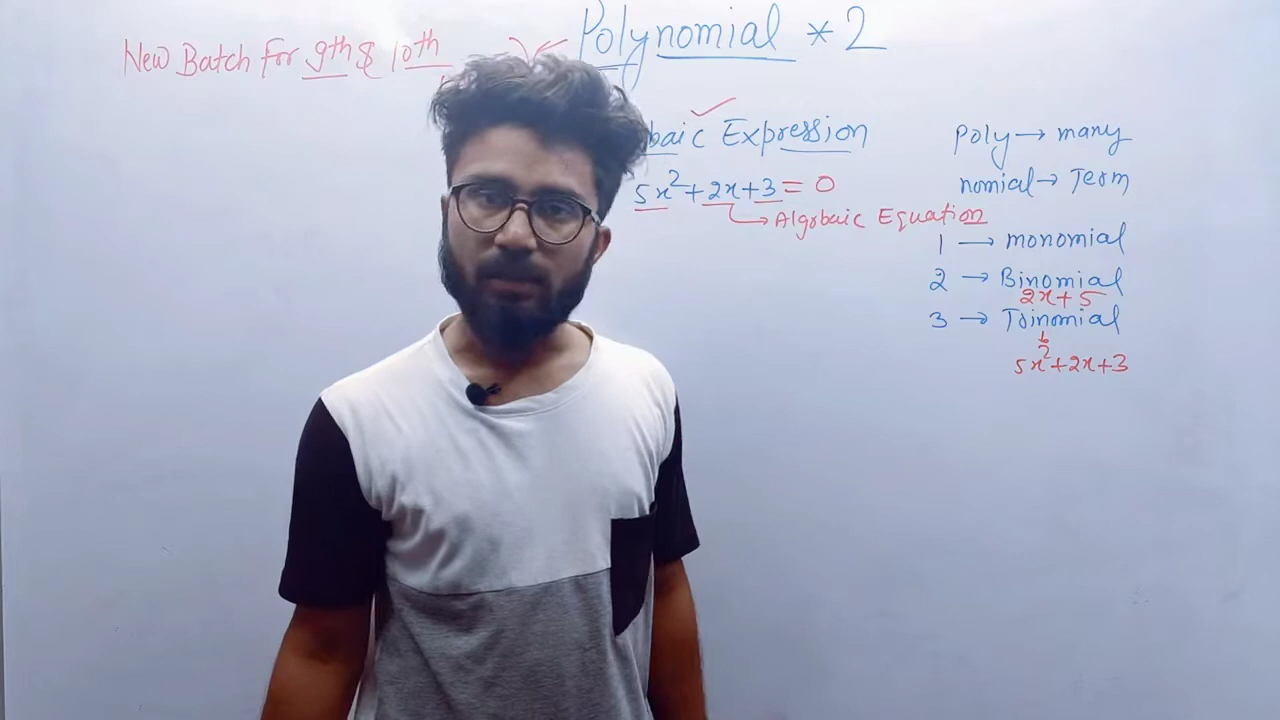 Polynomial * 2
New Batch for 9th & 10th
baic Expression
5x²+2x+3=0
Algobaic Equation
Poly→ many
nomial→ Term
1 → monomial
2 → Binomial
2x+5
3 → Trinomial
5x²+2x+3